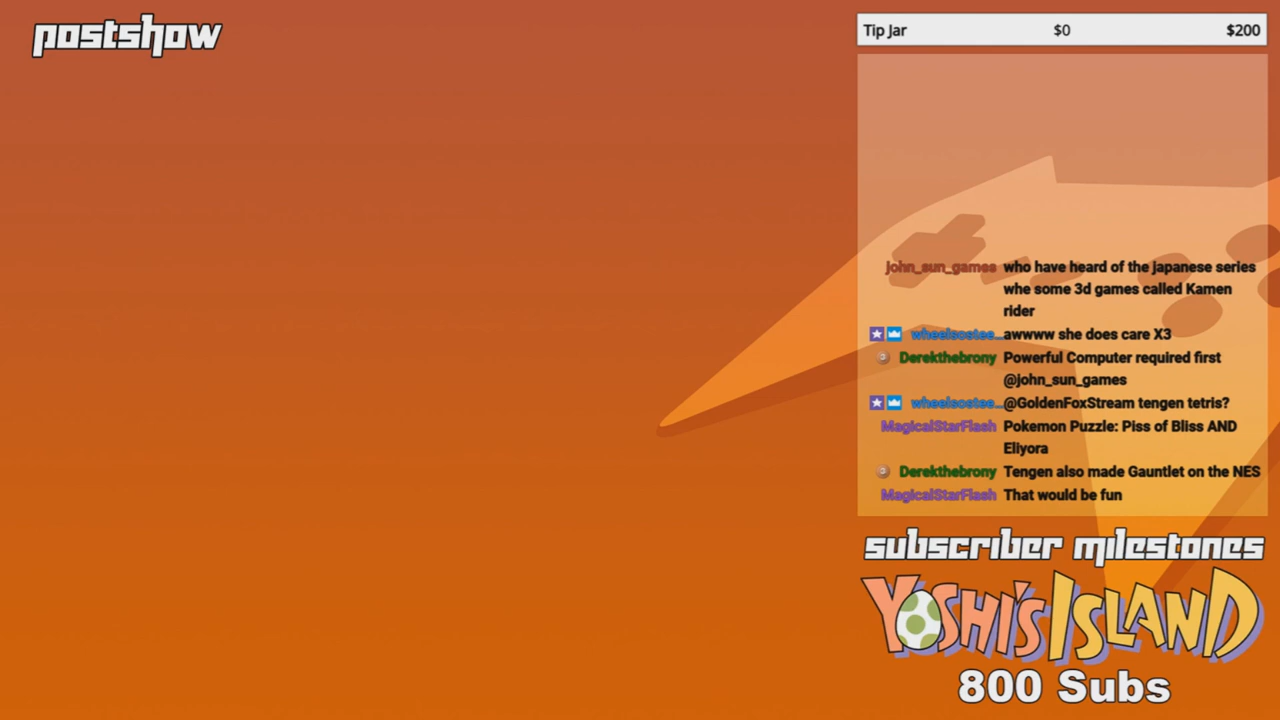 postshow
Tip Jar $0 $200
john_sun_games who have heard of the japanese series
whe some 3d games called Kamen
rider
wheelsostee... awwww she does care X3
Derekthebrony Powerful Computer required first
@john_sun_games
wheelsostee... @GoldenFoxStream tengen tetris?
MagicalStarFlash Pokemon Puzzle: Piss of Bliss AND
Eliyora
Derekthebrony Tengen also made Gauntlet on the NES
MagicalStarFlash That would be fun
subscriber milestones
YOSHI'S ISLAND
800 Subs